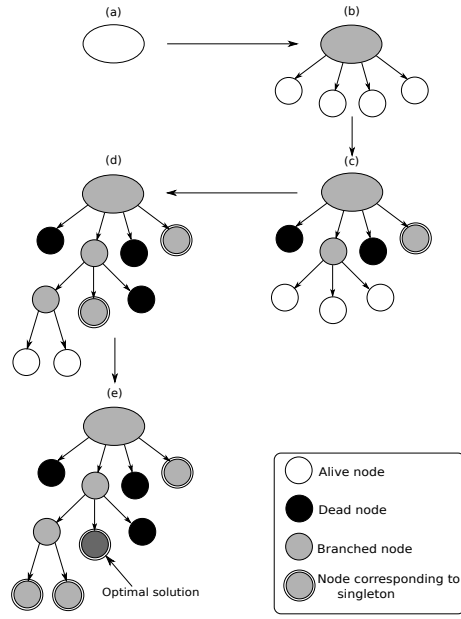 (a)
(b)
(c)
(d)
(e)
Optimal solution
Alive node
Dead node
Branched node
Node corresponding to
singleton